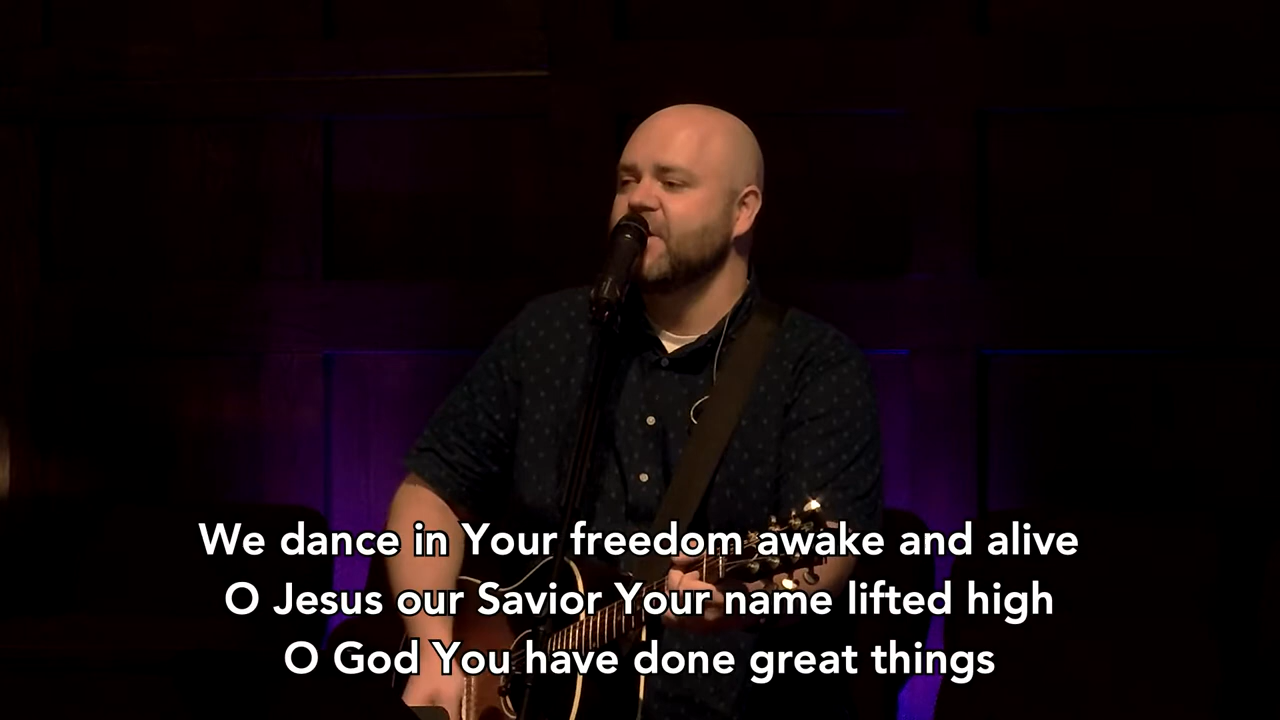 We dance in Your freedom awake and alive
O Jesus our Savior Your name lifted high
O God You have done great things